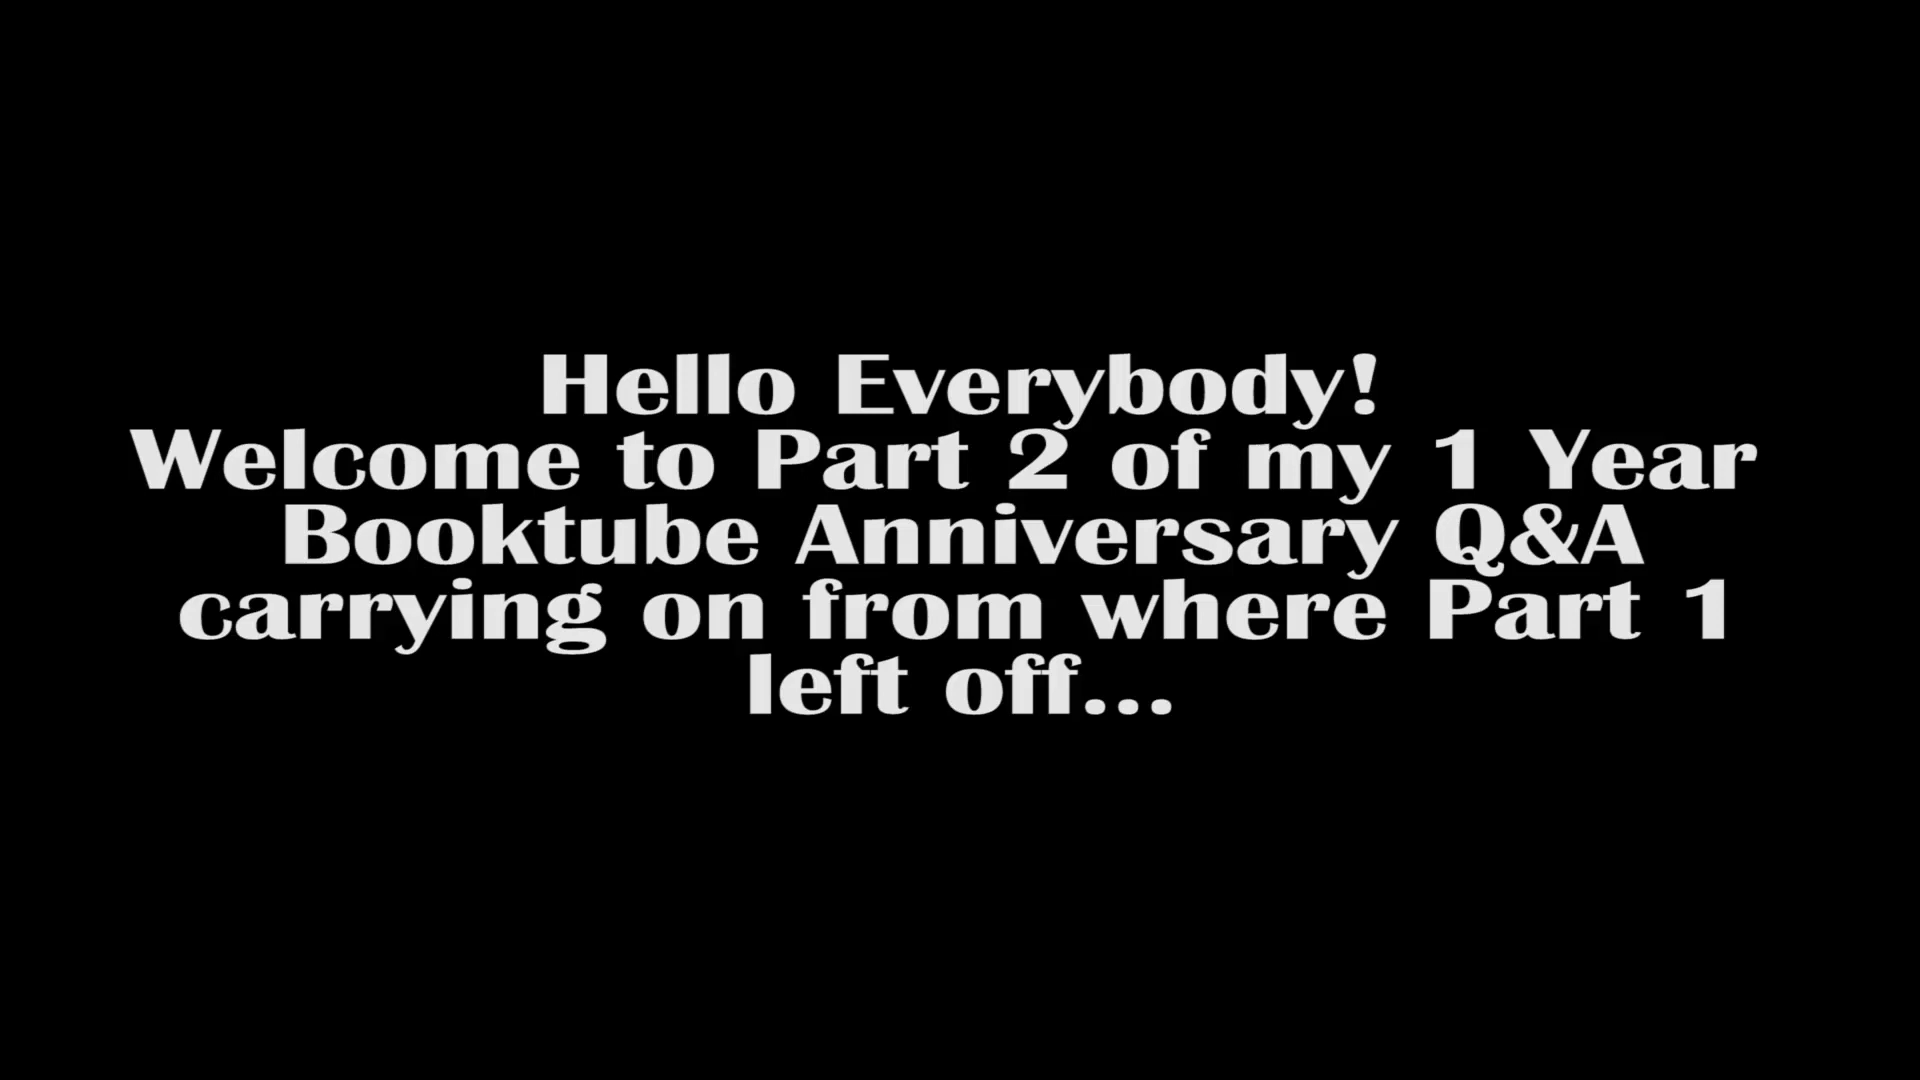 Hello Everybody!
Welcome to Part 2 of my 1 Year
Booktube Anniversary Q&A
carrying on from where Part 1
left off...